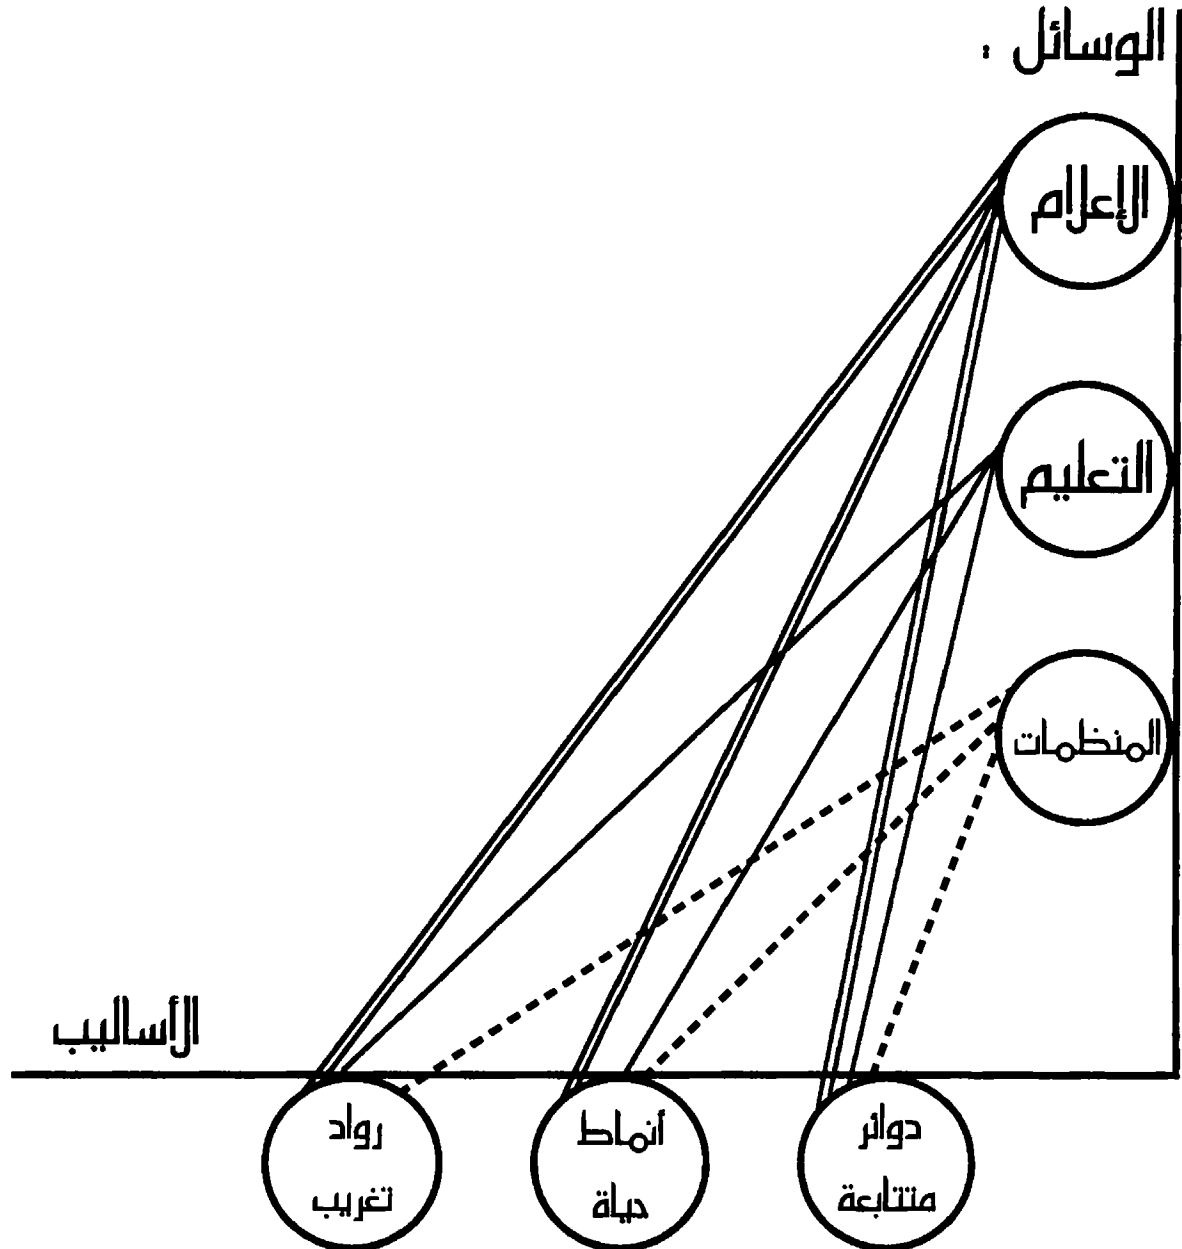 الوسائل :
الإعلام
التعليم
المنظمات
الأساليب
دوائر
متتابعة
أنماط
حياة
رواد
تغريب